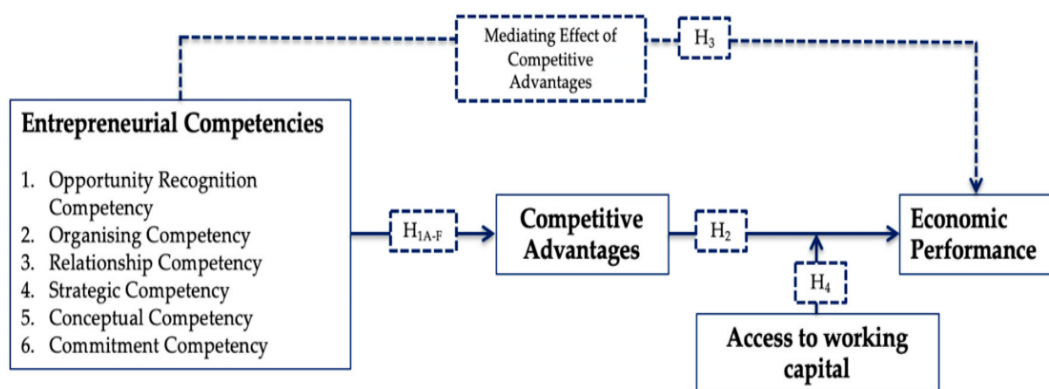 Mediating Effect of
Competitive
Advantages
H3
Entrepreneurial Competencies
1. Opportunity Recognition
Competency
2. Organising Competency
3. Relationship Competency
4. Strategic Competency
5. Conceptual Competency
6. Commitment Competency
H1A-F
Competitive
Advantages
H2
Economic
Performance
H4
Access to working
capital